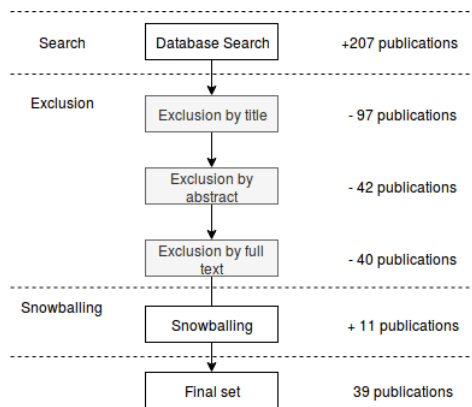 Search
Database Search
+207 publications
Exclusion
Exclusion by title
- 97 publications
Exclusion by
abstract
- 42 publications
Exclusion by full
text
- 40 publications
Snowballing
Snowballing
+ 11 publications
Final set
39 publications